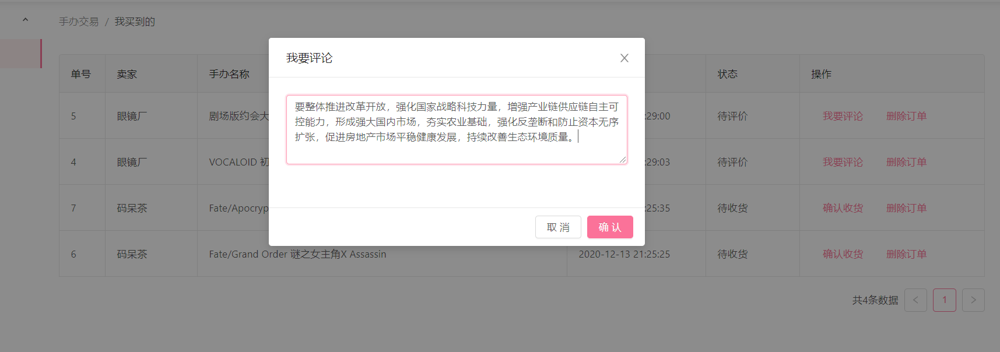 手办交易 / 我买到的
我要评论
单号 卖家 手办名称 状态 操作
要整体推进改革开放，强化国家战略科技力量，增强产业链供应链自主可
控能力，形成强大国内市场，夯实农业基础，强化反垄断和防止资本无序
扩张，促进房地产市场平稳健康发展，持续改善生态环境质量。
5 眼镜厂 剧场版约会大 :29:00 待评价 我要评论 删除订单
4 眼镜厂 VOCALOID 初 :29:03 待评价 我要评论 删除订单
7 码呆茶 Fate/Apocryp :25:35 待收货 确认收货 删除订单
取 消 确 认
6 码呆茶 Fate/Grand Order 谜之女主角X Assassin 2020-12-13 21:25:25 待收货 确认收货 删除订单
共4条数据 < 1 >